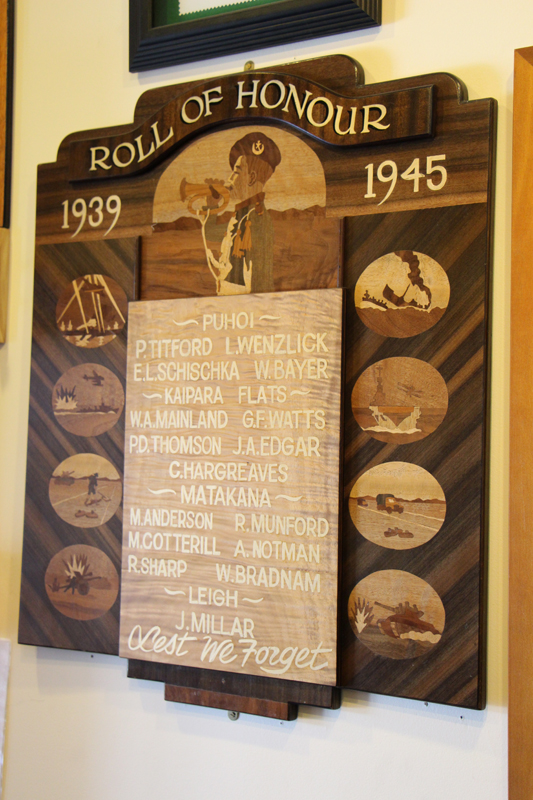 ROLL OF HONOUR
1939 1945
~ PUHOI ~
P.TITFORD L.WENZLICK
E.L.SCHISCHKA W.BAYER
~ KAIPARA FLATS ~
W.A.MAINLAND G.F.WATTS
P.D.THOMSON J.A.EDGAR
C.HARGREAVES
~ MATAKANA ~
M.ANDERSON R.MUNFORD
M.COTTERILL A.NOTMAN
R.SHARP W.BRADNAM
~ LEIGH ~
J.MILLAR
Lest We Forget